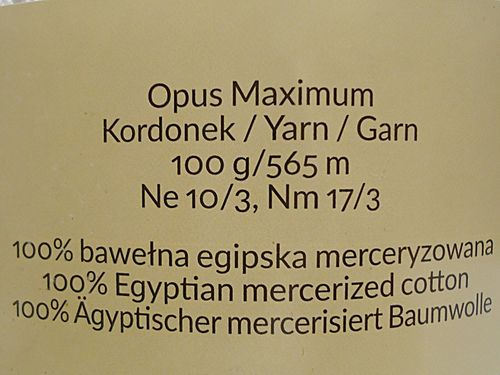 Opus Maximum
Kordonek / Yarn / Garn
100 g/565 m
Ne 10/3, Nm 17/3
100% bawełna egipska merceryzowana
100% Egyptian mercerized cotton
100% Ägyptischer mercerisiert Baumwolle